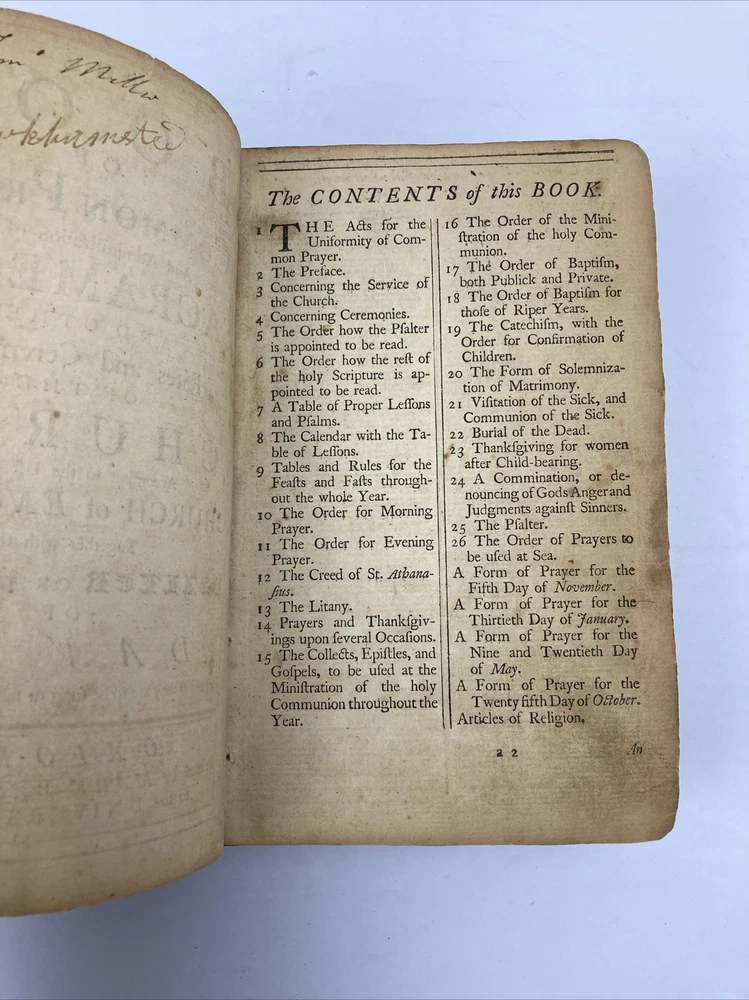 Miller
The CONTENTS of this BOOK.
1 THE Acts for the
Uniformity of Com-
mon Prayer.
2 The Preface.
3 Concerning the Service of
the Church.
4 Concerning Ceremonies.
5 The Order how the Pſalter
is appointed to be read.
6 The Order how the reſt of
the holy Scripture is ap-
pointed to be read.
7 A Table of Proper Leſſons
and Pſalms.
8 The Calendar with the Ta-
ble of Leſſons.
9 Tables and Rules for the
Feaſts and Faſts through-
out the whole Year.
10 The Order for Morning
Prayer.
11 The Order for Evening
Prayer.
12 The Creed of St. Athana-
ſius.
13 The Litany.
14 Prayers and Thankſgiv-
ings upon ſeveral Occaſions.
15 The Collects, Epiſtles, and
Goſpels, to be uſed at the
Miniſtration of the holy
Communion throughout the
Year.
16 The Order of the Mini-
ſtration of the holy Com-
munion.
17 The Order of Baptiſm,
both Publick and Private.
18 The Order of Baptiſm for
thoſe of Riper Years.
19 The Catechiſm, with the
Order for Confirmation of
Children.
20 The Form of Solemniza-
tion of Matrimony.
21 Viſitation of the Sick, and
Communion of the Sick.
22 Burial of the Dead.
23 Thankſgiving for women
after Child-bearing.
24 A Commination, or de-
nouncing of Gods Anger and
Judgments againſt Sinners.
25 The Pſalter.
26 The Order of Prayers to
be uſed at Sea.
A Form of Prayer for the
Fifth Day of November.
A Form of Prayer for the
Thirtieth Day of January.
A Form of Prayer for the
Nine and Twentieth Day
of May.
A Form of Prayer for the
Twenty fifth Day of October.
Articles of Religion.
a 2
An